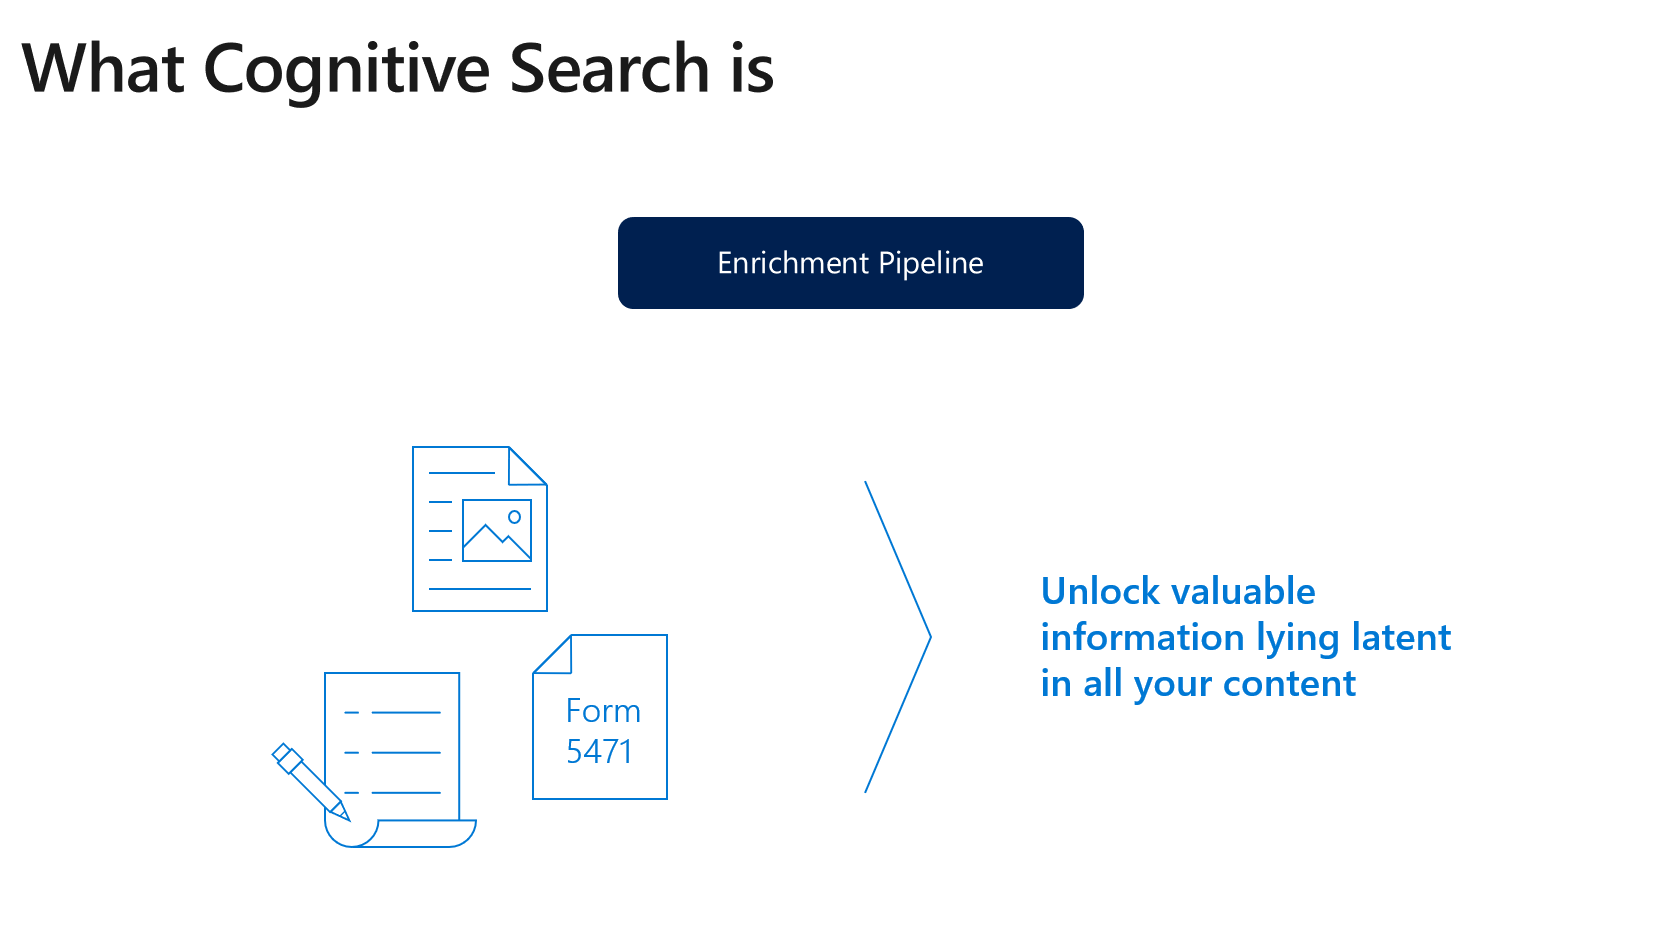 What Cognitive Search is
Enrichment Pipeline
Form
5471
Unlock valuable
information lying latent
in all your content